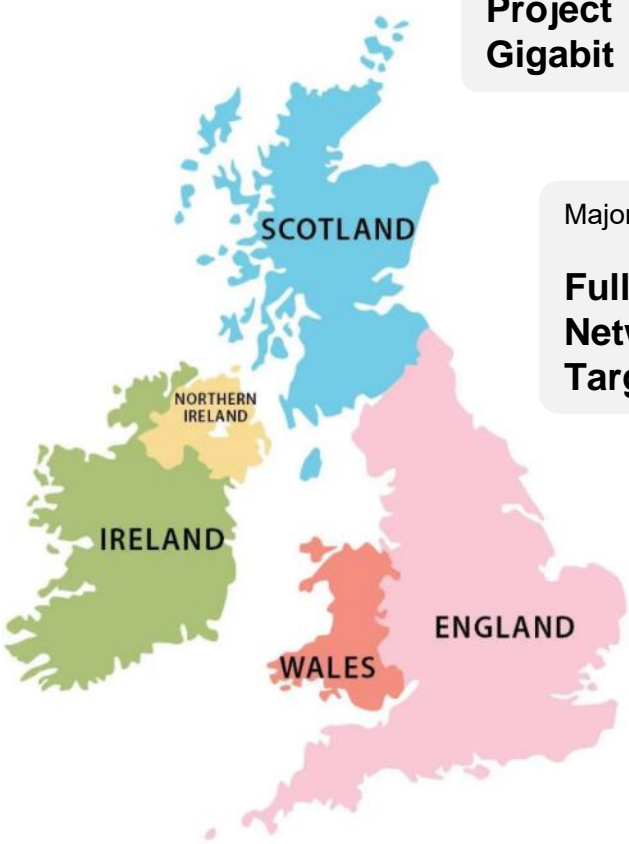 Project
Gigabit
SCOTLAND
Major
Full
Netw
Targ
NORTHERN
IRELAND
IRELAND
ENGLAND
WALES